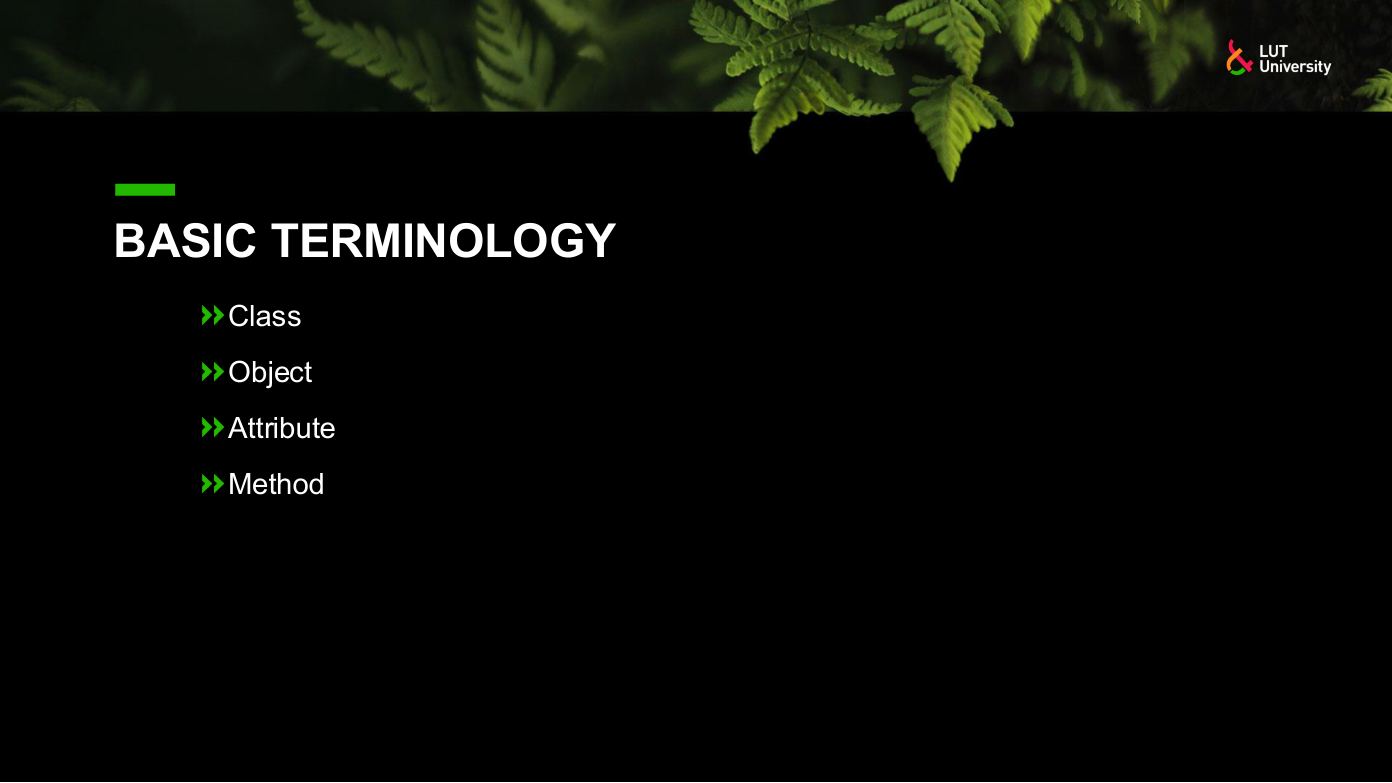 LUT
University
BASIC TERMINOLOGY
Class
Object
Attribute
Method